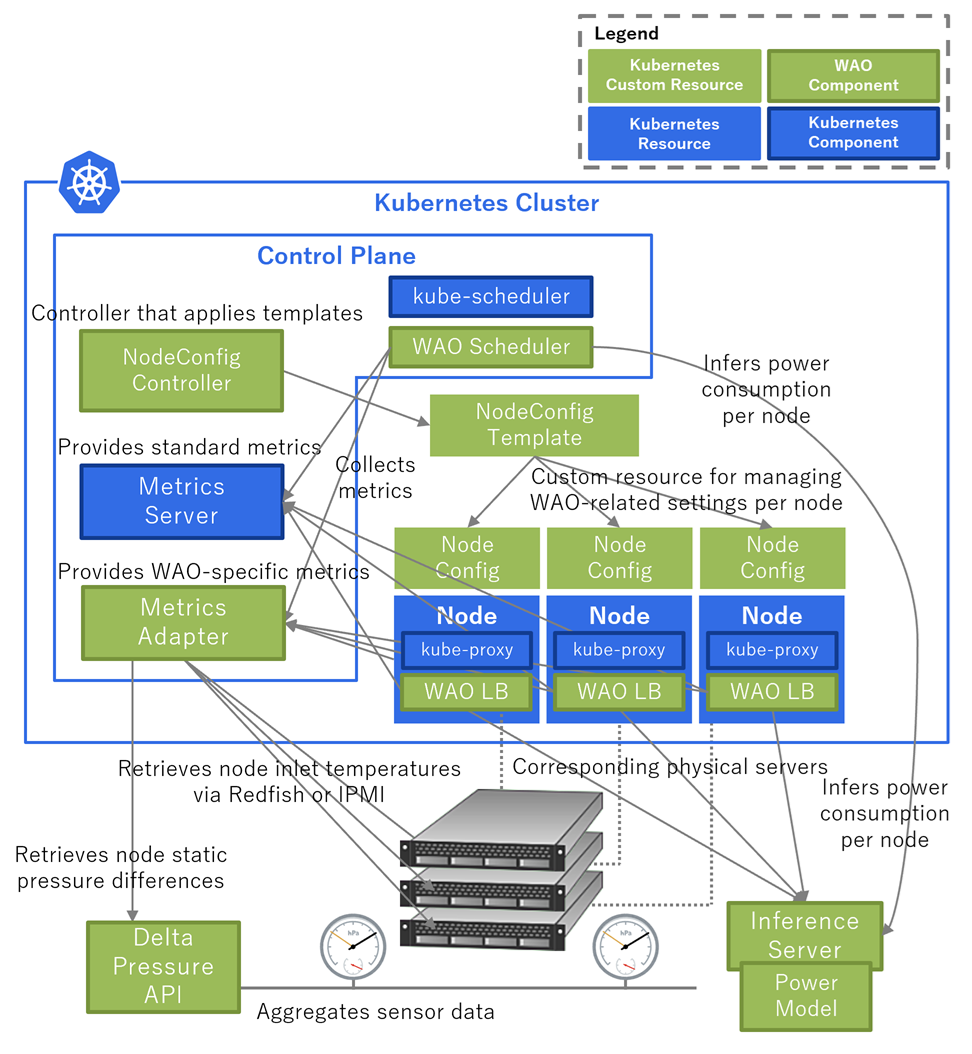 Legend
Kubernetes
Custom Resource
WAO
Component
Kubernetes
Resource
Kubernetes
Component
Kubernetes Cluster
Control Plane
kube-scheduler
Controller that applies templates
WAO Scheduler
NodeConfig
Controller
Infers power
consumption
per node
NodeConfig
Template
Provides standard metrics
Collects
metrics
Custom resource for managing
WAO-related settings per node
Metrics
Server
Node
Config
Node
Config
Node
Config
Provides WAO-specific metrics
Metrics
Adapter
Node
kube-proxy
WAO LB
Node
kube-proxy
WAO LB
Node
kube-proxy
WAO LB
Retrieves node inlet temperatures
via Redfish or IPMI
Corresponding physical servers
Infers power
consumption
per node
Retrieves node static
pressure differences
Delta
Pressure
API
hPa
hPa
Inference
Server
Power
Model
Aggregates sensor data